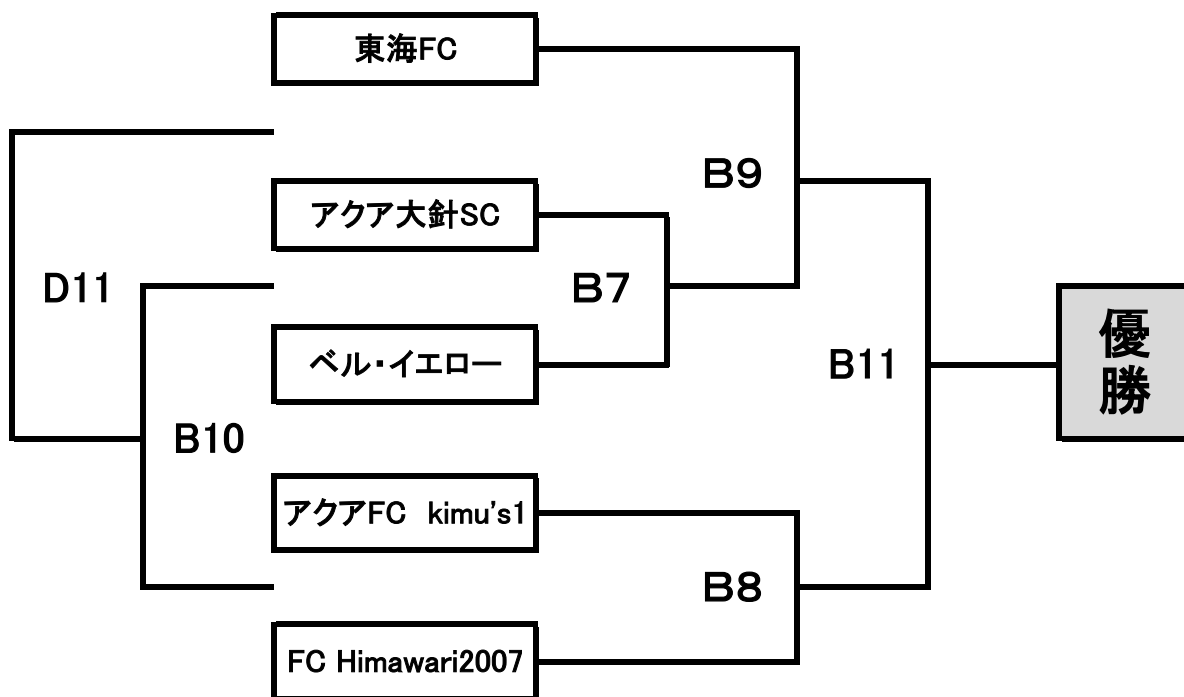 東海FC
B9
アクア大針SC
D11
B7
ベル・イエロー
B11
優勝
B10
アクアFC　kimu's1
B8
FC Himawari2007